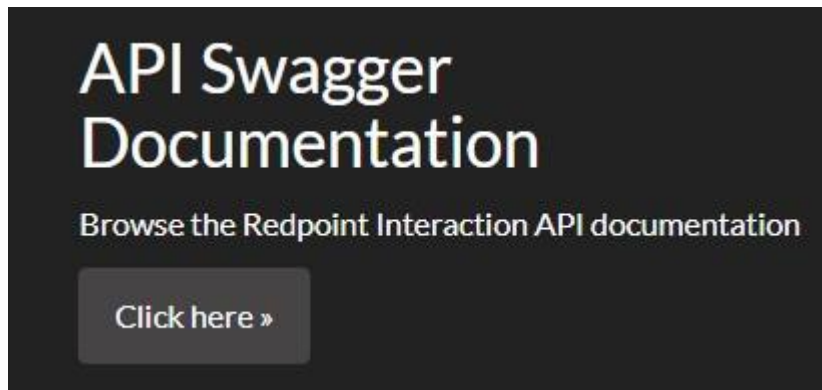 API Swagger
Documentation
Browse the Redpoint Interaction API documentation
Click here »